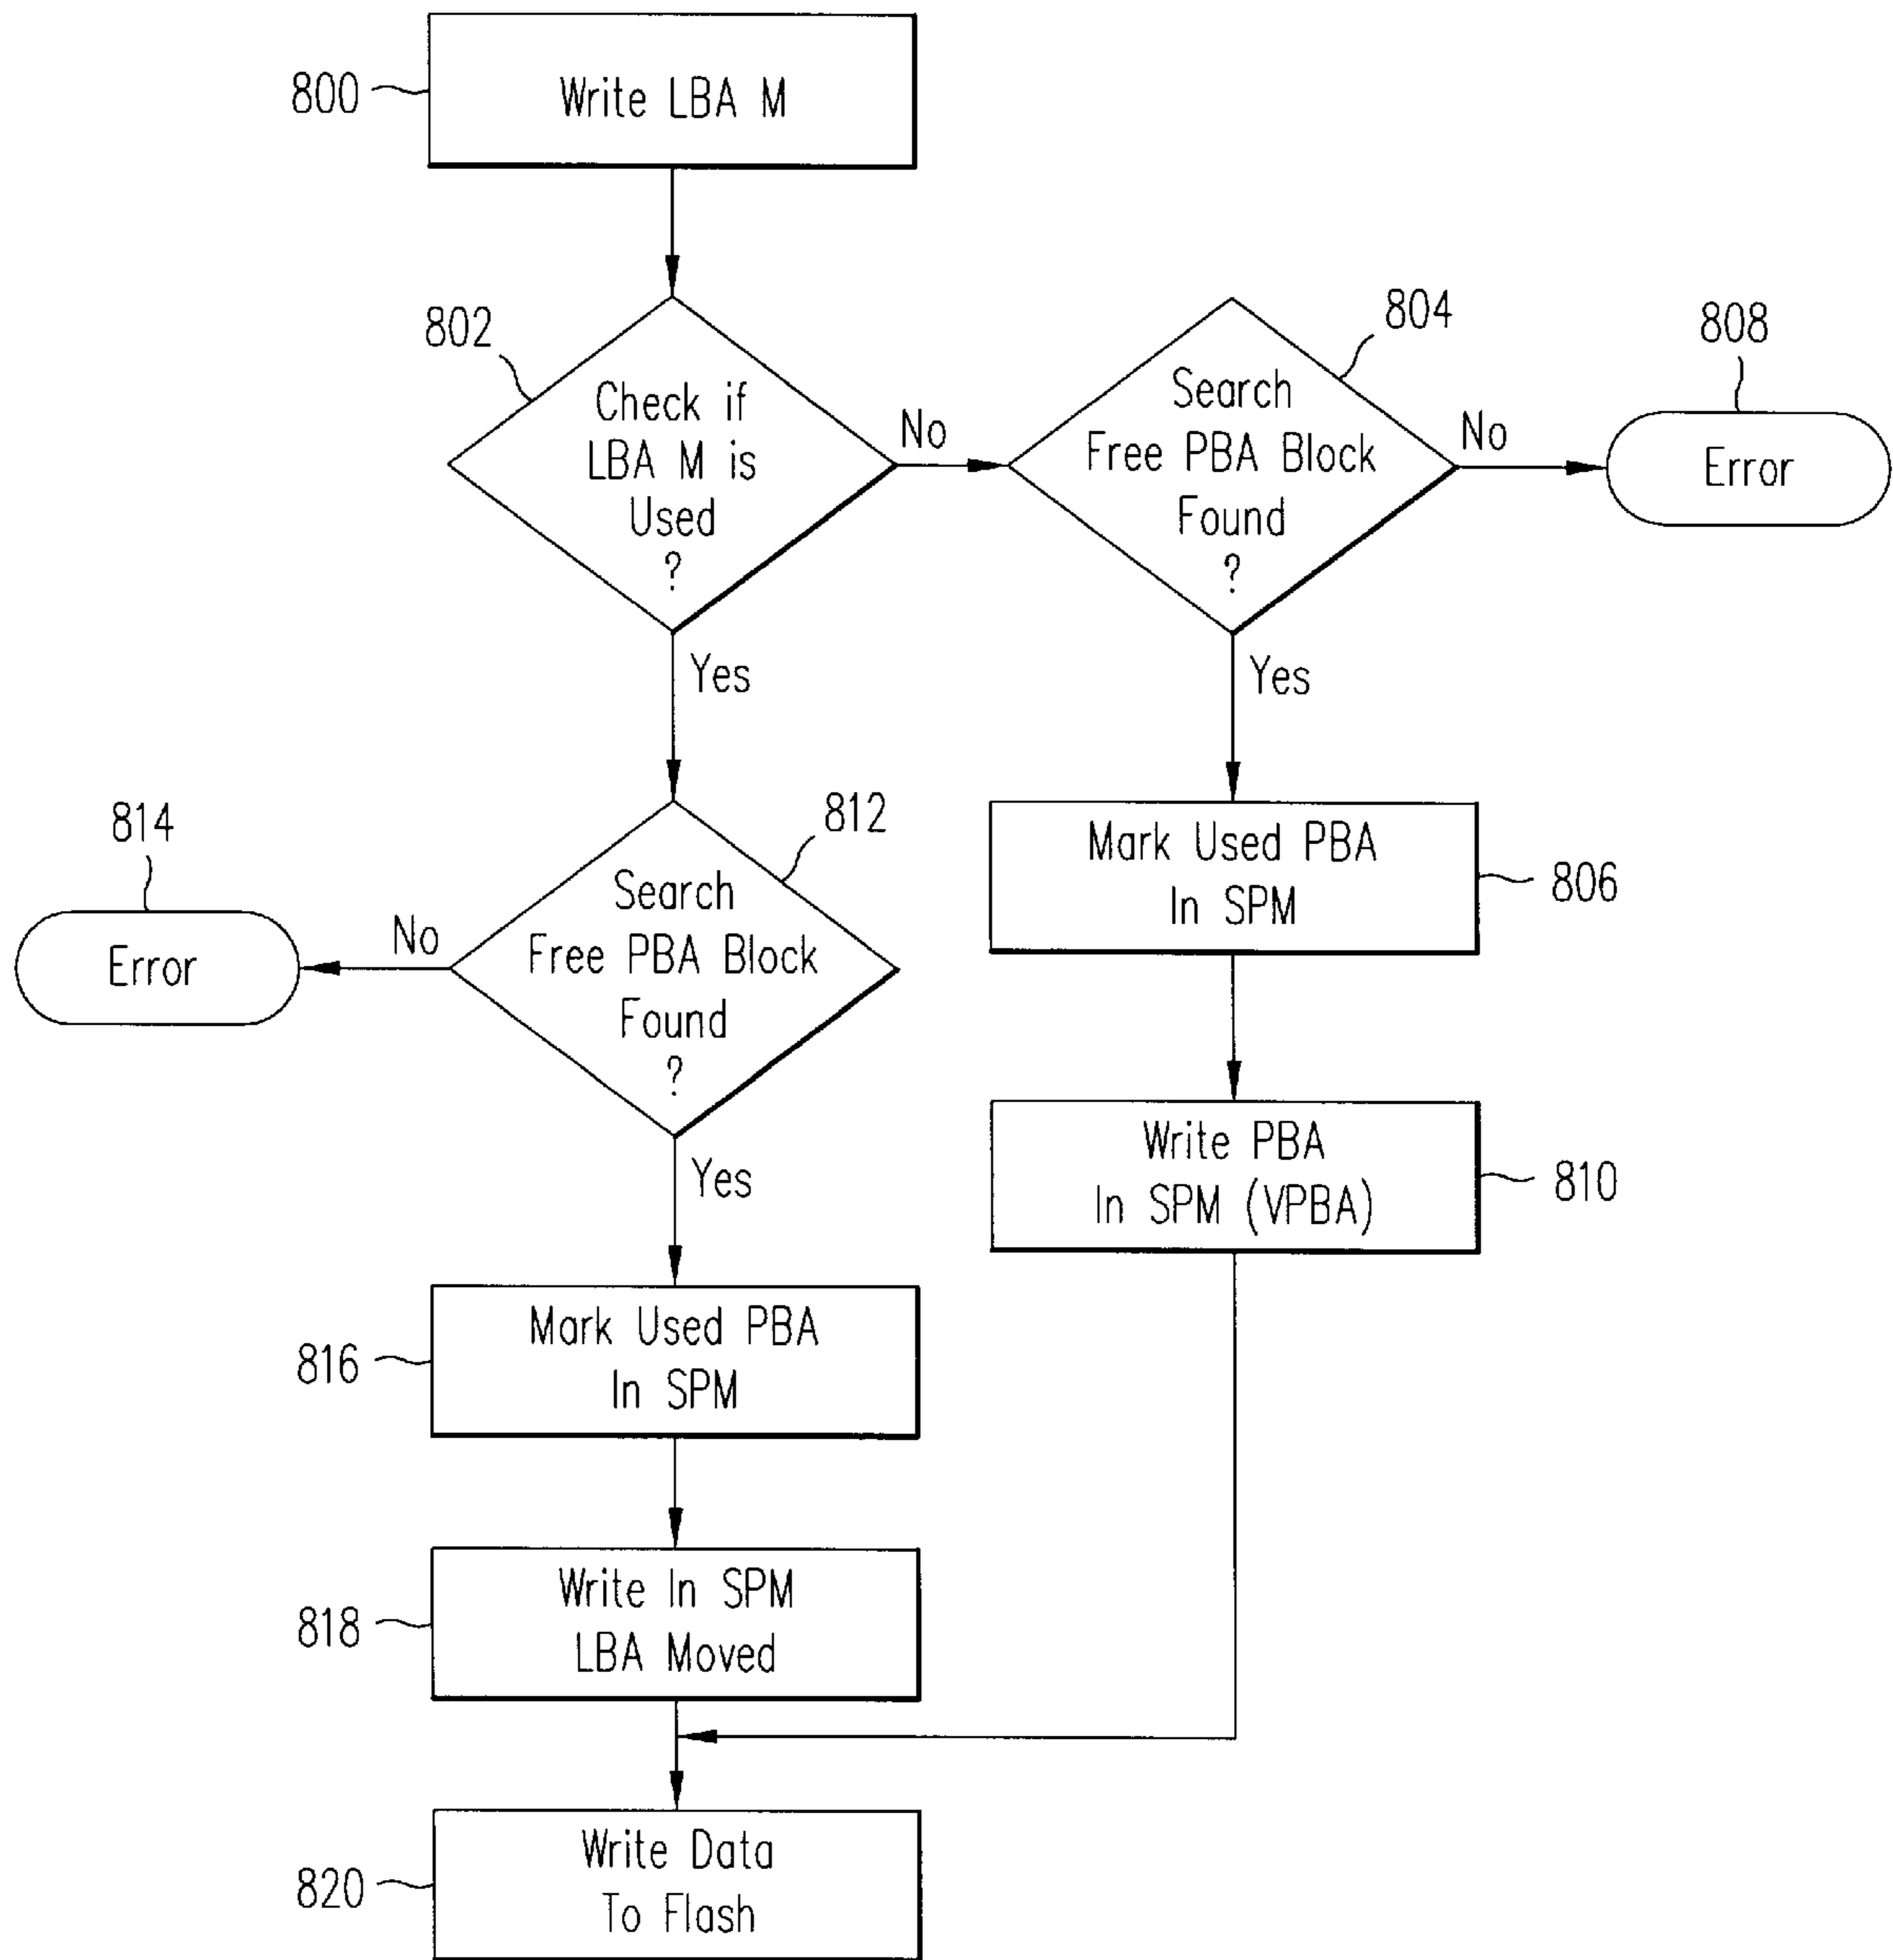 800
Write LBA M
802
Check if
LBA M is
Used
?
No
804
Search
Free PBA Block
Found
?
No
808
Error
Yes
Yes
814
Error
No
812
Search
Free PBA Block
Found
?
Mark Used PBA
In SPM
806
Yes
Write PBA
In SPM (VPBA)
810
816
Mark Used PBA
In SPM
818
Write In SPM
LBA Moved
820
Write Data
To Flash